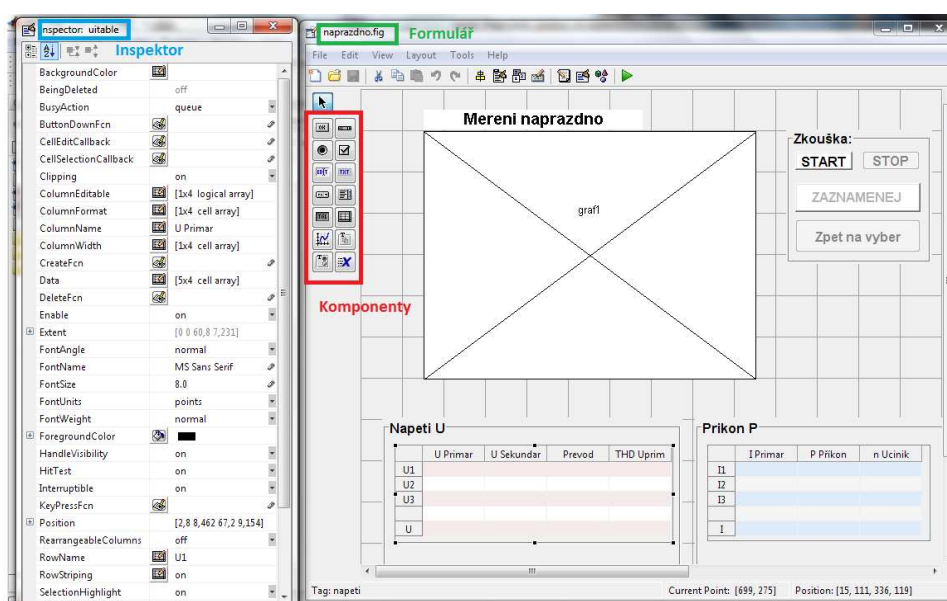 nspector: uitable
Inspektor
BackgroundColor
BeingDeleted off
BusyAction queue
ButtonDownFcn
CellEditCallback
CellSelectionCallback
Clipping on
ColumnEditable [1x4 logical array]
ColumnFormat [1x4 cell array]
ColumnName U Primar
ColumnWidth [1x4 cell array]
CreateFcn
Data [5x4 cell array]
DeleteFcn
Enable on
Extent [0 0 60,8 7,231]
FontAngle normal
FontName MS Sans Serif
FontSize 8.0
FontUnits points
FontWeight normal
ForegroundColor
HandleVisibility on
HitTest on
Interruptible on
KeyPressFcn
Position [2,8 8,462 67,2 9,154]
RearrangeableColumns off
RowName U1
RowStriping on
SelectionHighlight on
naprazdno.fig Formulář
File Edit View Layout Tools Help
OK
EDIT TXT
Komponenty
Mereni naprazdno
graf1
Zkouška:
START STOP
ZAZNAMENEJ
Zpet na vyber
Napeti U
U Primar U Sekundar Prevod THD Uprim
U1
U2
U3
U
Prikon P
I Primar P Příkon n Ucinik
I1
I2
I3
I
Tag: napeti Current Point: [699, 275] Position: [15, 111, 336, 119]